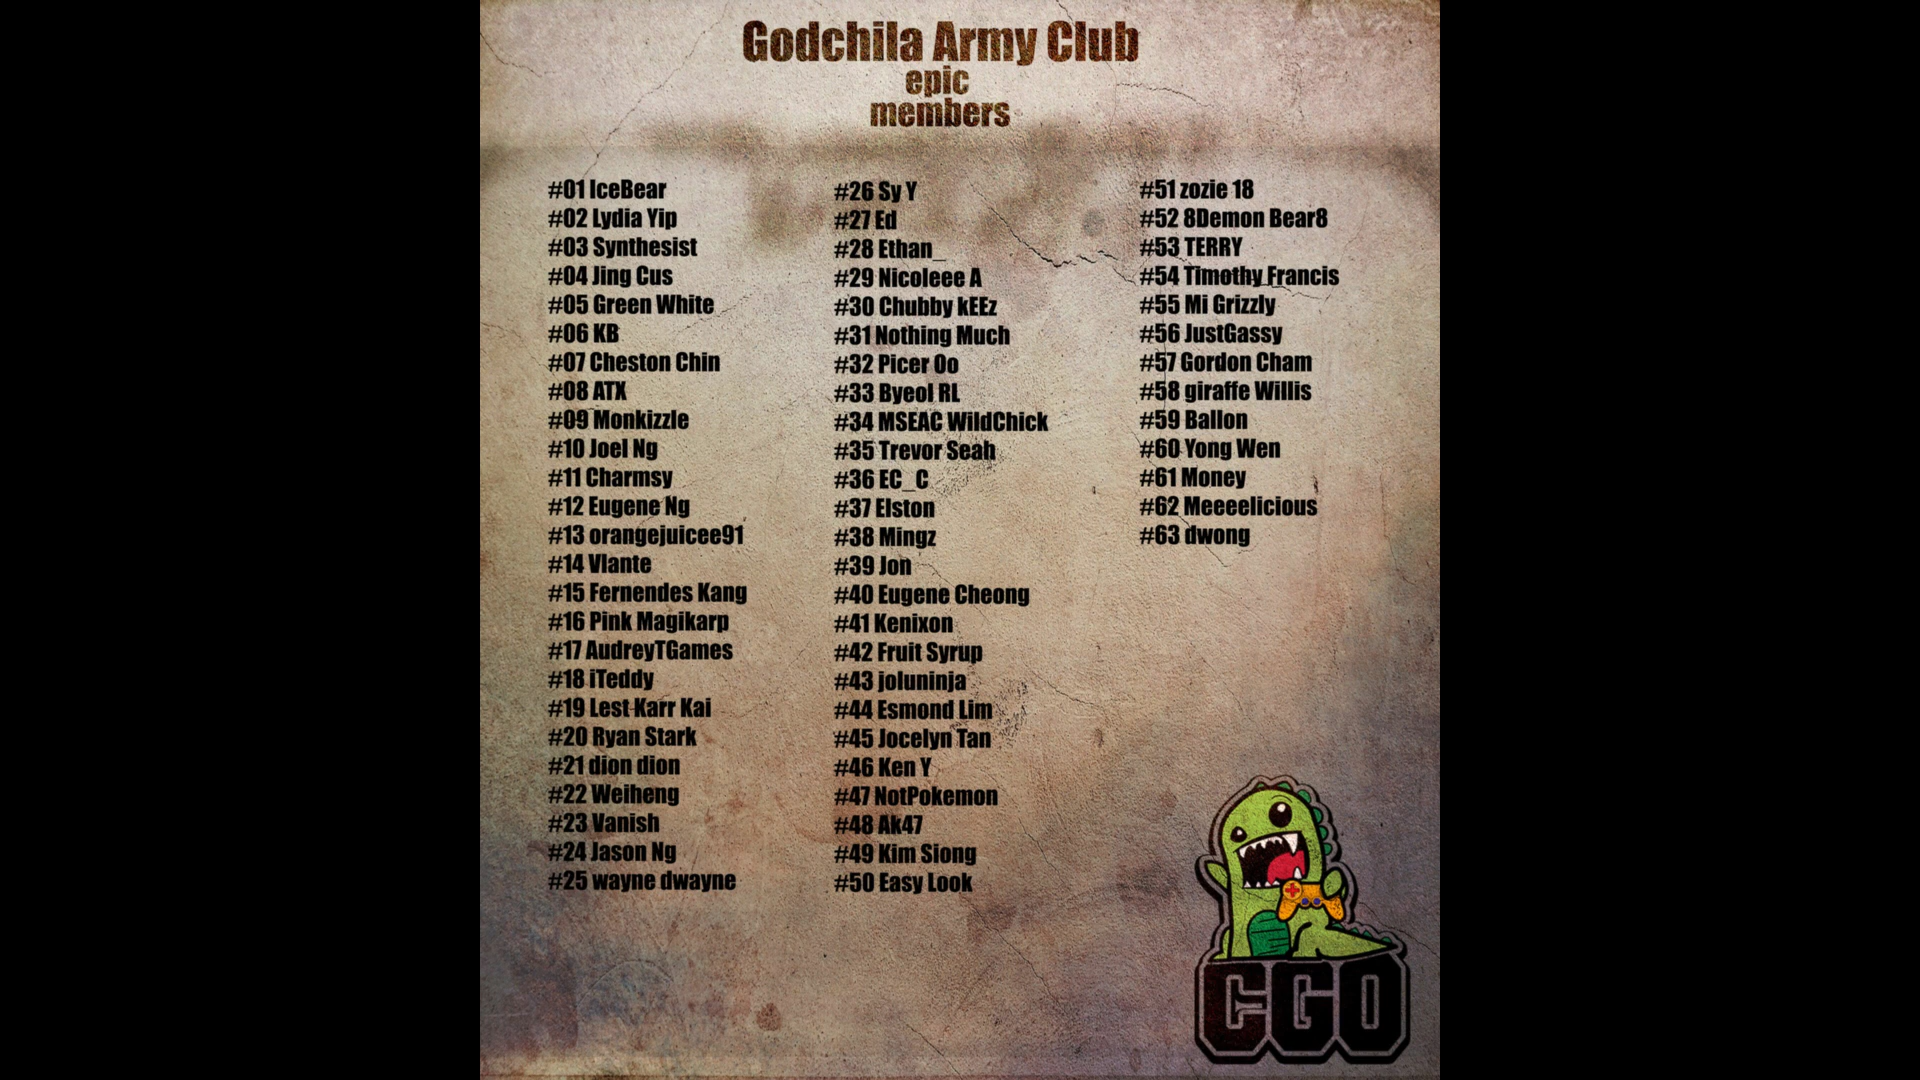 Godchila Army Club
epic
members
#01 IceBear
#02 Lydia Yip
#03 Synthesist
#04 Jing Cus
#05 Green White
#06 KB
#07 Cheston Chin
#08 ATX
#09 Monkizzle
#10 Joel Ng
#11 Charmsy
#12 Eugene Ng
#13 orangejuicee91
#14 Vlante
#15 Fernendes Kang
#16 Pink Magikarp
#17 AudreyTGames
#18 iTeddy
#19 Lest Karr Kai
#20 Ryan Stark
#21 dion dion
#22 Weiheng
#23 Vanish
#24 Jason Ng
#25 wayne dwayne
#26 Sy Y
#27 Ed
#28 Ethan_
#29 Nicoleee A
#30 Chubby kEEz
#31 Nothing Much
#32 Picer Oo
#33 Byeol RL
#34 MSEAC WildChick
#35 Trevor Seah
#36 EC_C
#37 Elston
#38 Mingz
#39 Jon
#40 Eugene Cheong
#41 Kenixon
#42 Fruit Syrup
#43 joluninja
#44 Esmond Lim
#45 Jocelyn Tan
#46 Ken Y
#47 NotPokemon
#48 Ak47
#49 Kim Siong
#50 Easy Look
#51 zozie 18
#52 8Demon Bear8
#53 TERRY
#54 Timothy_Francis
#55 Mi Grizzly
#56 JustGassy
#57 Gordon Cham
#58 giraffe Willis
#59 Ballon
#60 Yong Wen
#61 Money
#62 Meeeelicious
#63 dwong
CGO